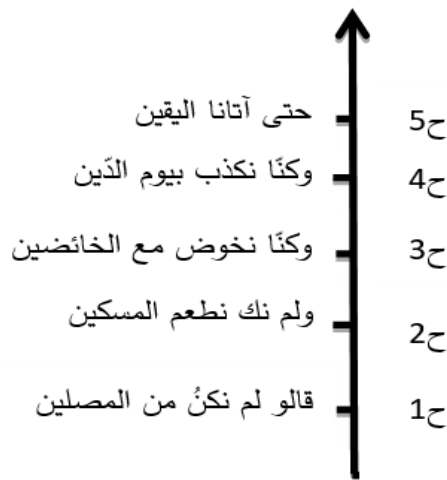 حتى آتانا اليقين ح5
وكنّا نكذب بيوم الدّين ح4
وكنّا نخوض مع الخائضين ح3
ولم نك نطعم المسكين ح2
قالو لم نكنُ من المصلين ح1